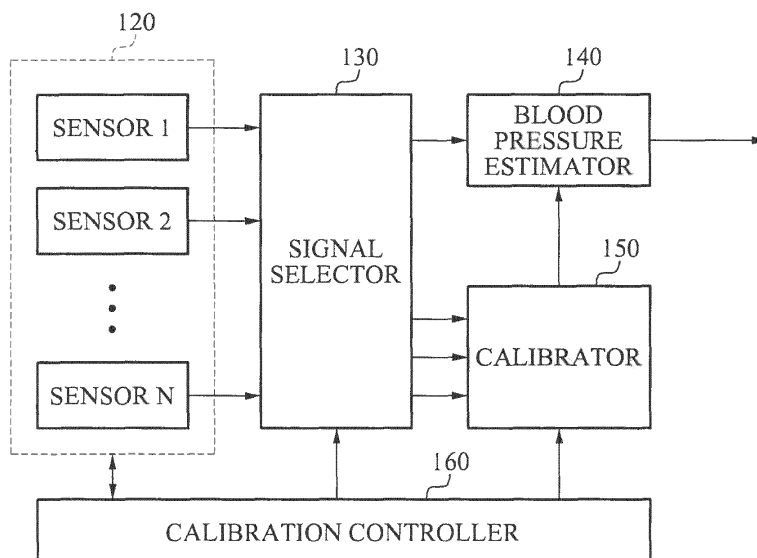 120
130
140
SENSOR 1
SENSOR 2
SENSOR N
SIGNAL
SELECTOR
BLOOD
PRESSURE
ESTIMATOR
150
CALIBRATOR
160
CALIBRATION CONTROLLER